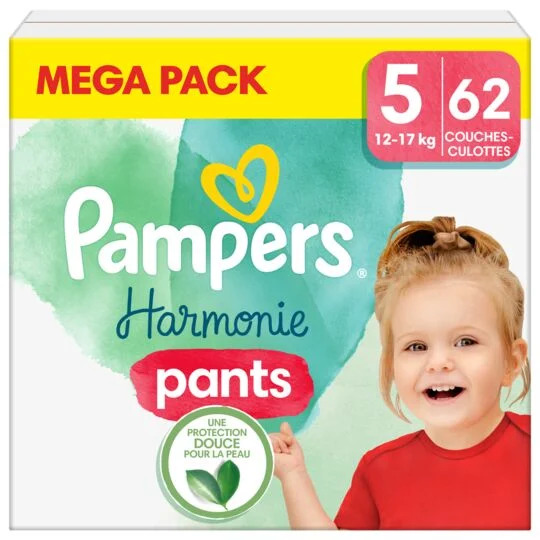 MEGA PACK
5
12-17 kg
62
COUCHES-
CULOTTES
Pampers®
Harmonie
pants
UNE
PROTECTION
DOUCE
POUR LA PEAU